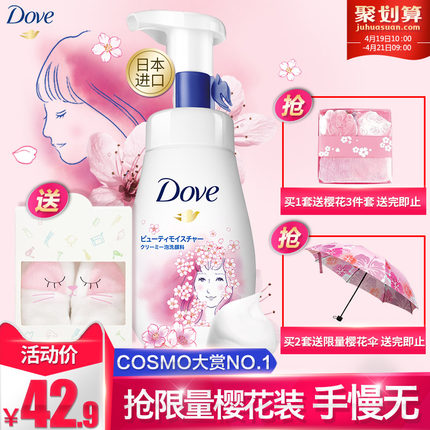 Dove
聚划算
juhuasuan.com
4月19日10:00
-4月21日09:00
日本
进口
抢
买1套送樱花3件套 送完即止
送
Dove
ビューティモイスチャー
クリーミー泡洗顔料
抢
买2套送限量樱花伞 送完即止
活动价
¥42.9
COSMO大赏NO.1
抢限量樱花装 手慢无